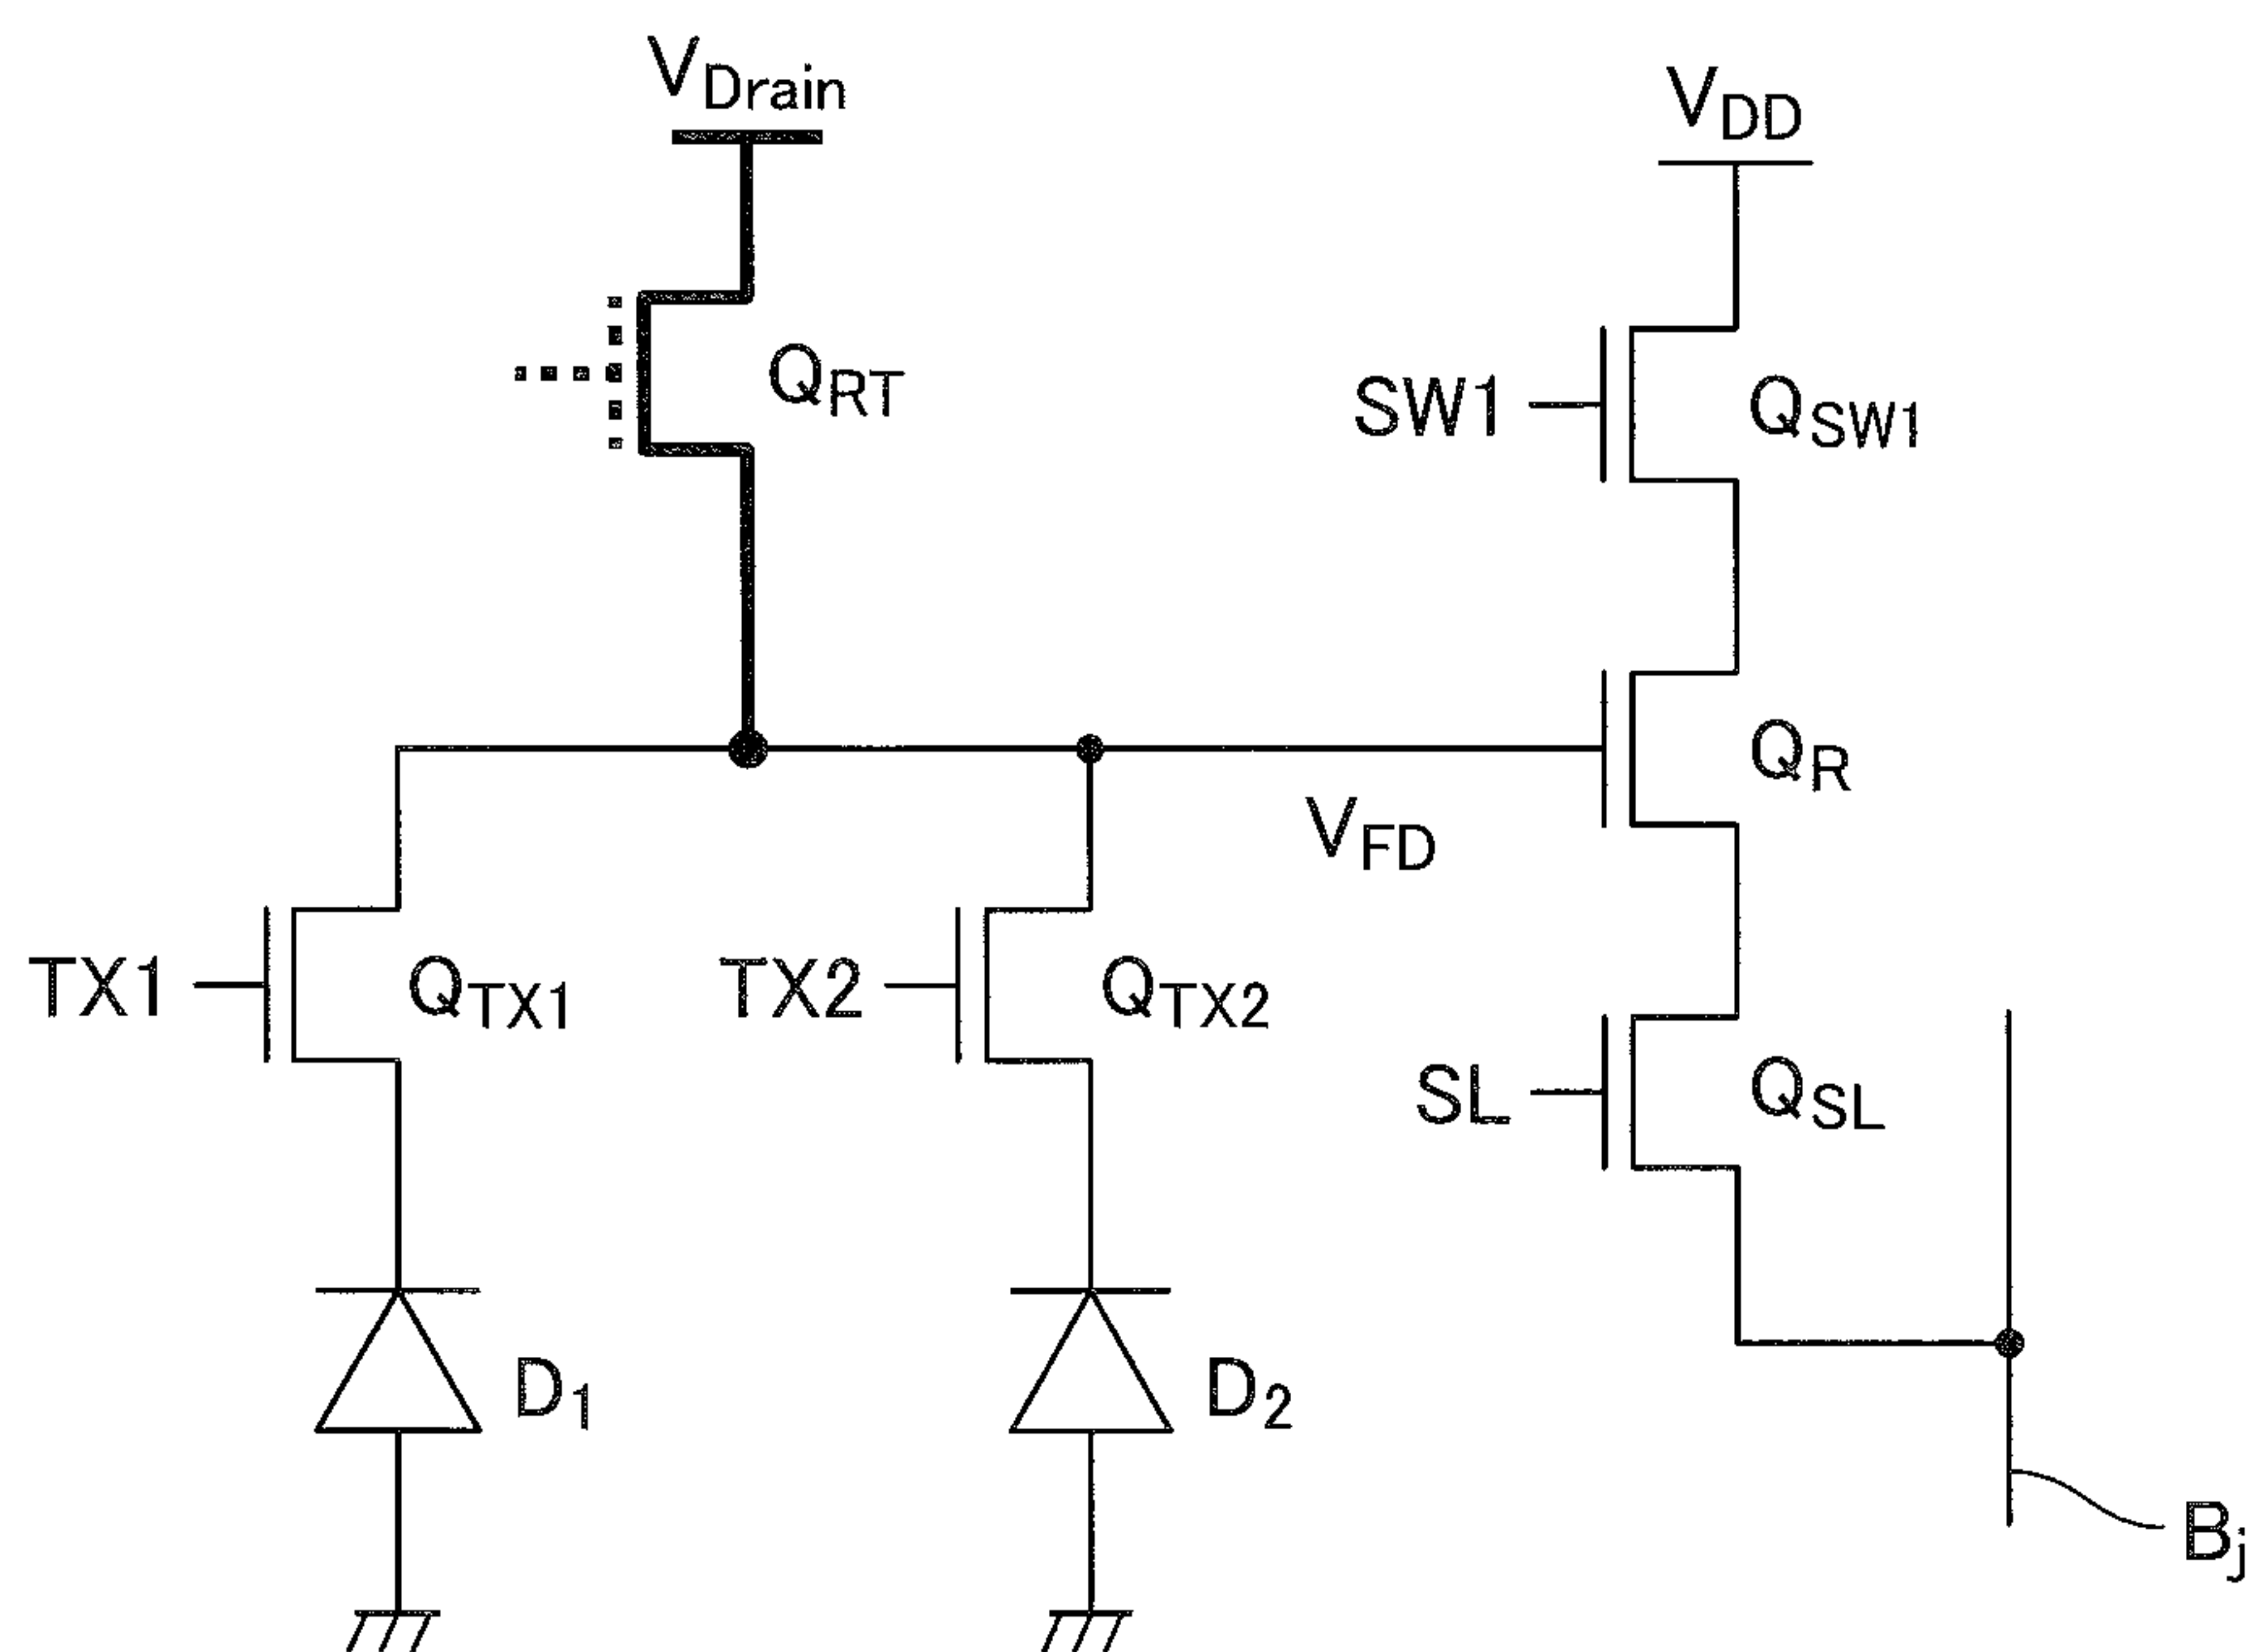 VDrain
VDD
QRT
SW1
QSW1
QR
VFD
TX1
QTX1
TX2
QTX2
SL
QSL
D1
D2
Bj